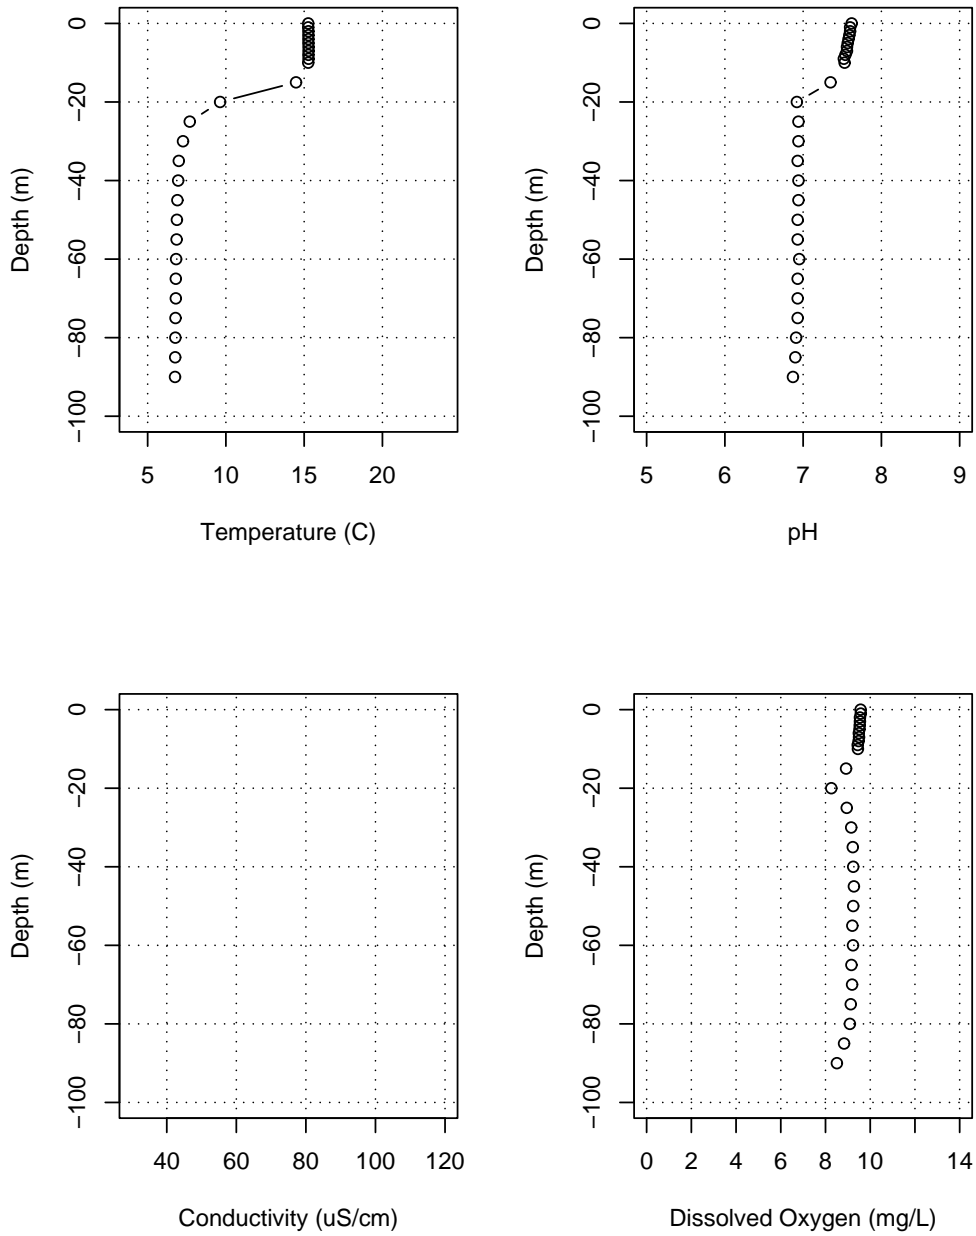 0
−20
−40
−60
−80
−100
Depth (m)
5 10 15 20
Temperature (C)
0
−20
−40
−60
−80
−100
Depth (m)
5 6 7 8 9
pH
0
−20
−40
−60
−80
−100
Depth (m)
40 60 80 100 120
Conductivity (uS/cm)
0
−20
−40
−60
−80
−100
Depth (m)
0 2 4 6 8 10 14
Dissolved Oxygen (mg/L)